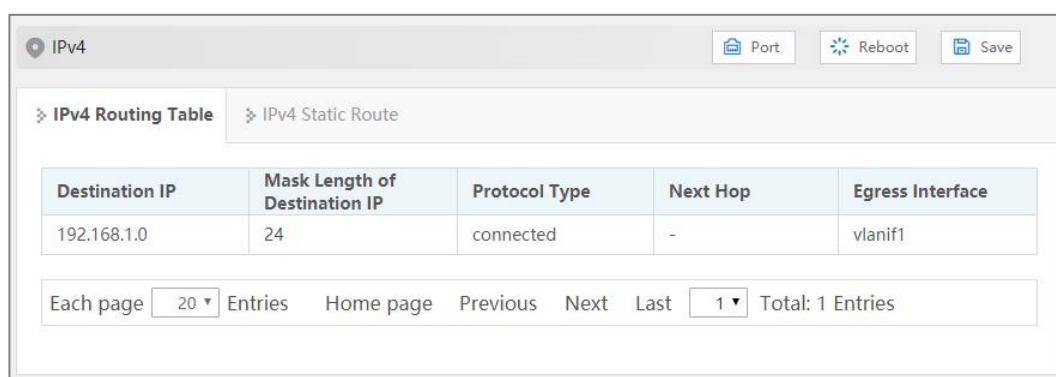 IPv4 Port Reboot Save
IPv4 Routing Table IPv4 Static Route
Destination IP Mask Length of Destination IP Protocol Type Next Hop Egress Interface
192.168.1.0 24 connected - vlanif1
Each page 20 Entries Home page Previous Next Last 1 Total: 1 Entries